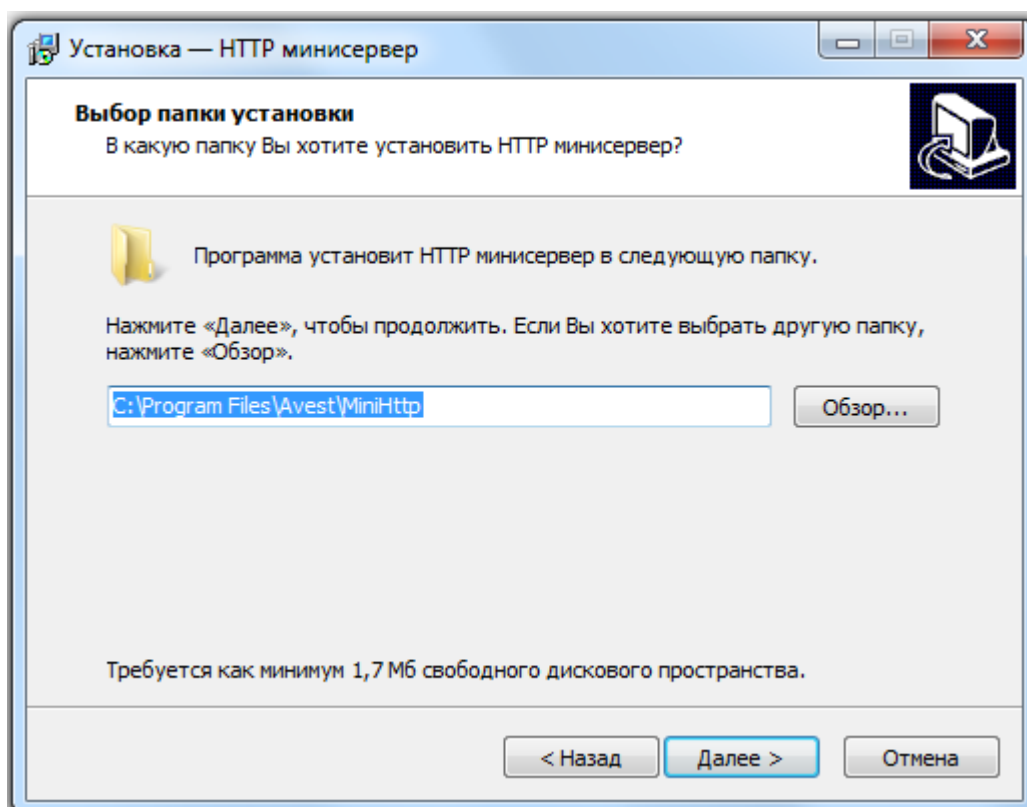 Установка — HTTP минисервер
Выбор папки установки
В какую папку Вы хотите установить HTTP минисервер?
Программа установит HTTP минисервер в следующую папку.
Нажмите «Далее», чтобы продолжить. Если Вы хотите выбрать другую папку,
нажмите «Обзор».
C:\Program Files\Avest\MiniHttp
Обзор...
Требуется как минимум 1,7 Мб свободного дискового пространства.
< Назад
Далее >
Отмена